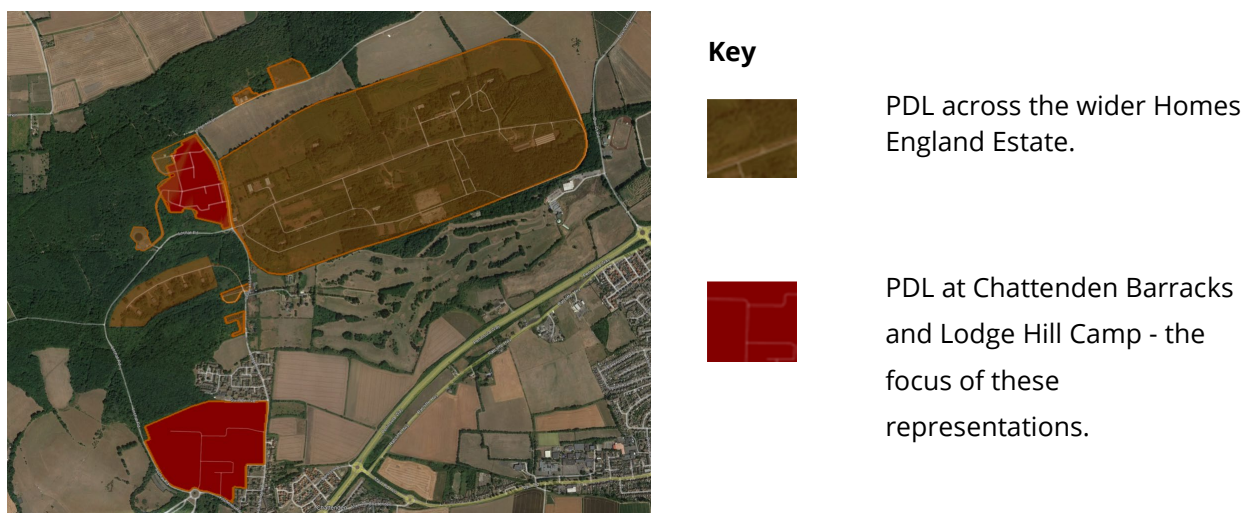 Key
PDL across the wider Homes
England Estate.
PDL at Chattenden Barracks
and Lodge Hill Camp - the
focus of these
representations.
Chattenden